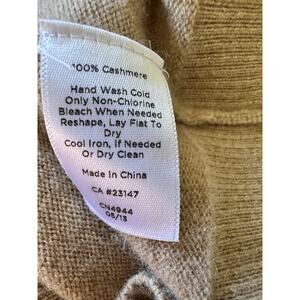 100% Cashmere
Hand Wash Cold
Only Non-Chlorine
Bleach When Needed
Reshape, Lay Flat To
Dry
Cool Iron, if Needed
Or Dry Clean
Made In China
CA #23147
CN4944
06/13